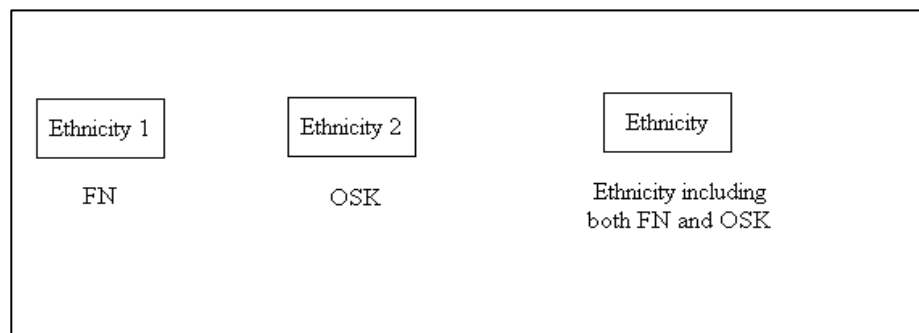 Ethnicity 1
Ethnicity 2
Ethnicity
FN
OSK
Ethnicity including
both FN and OSK